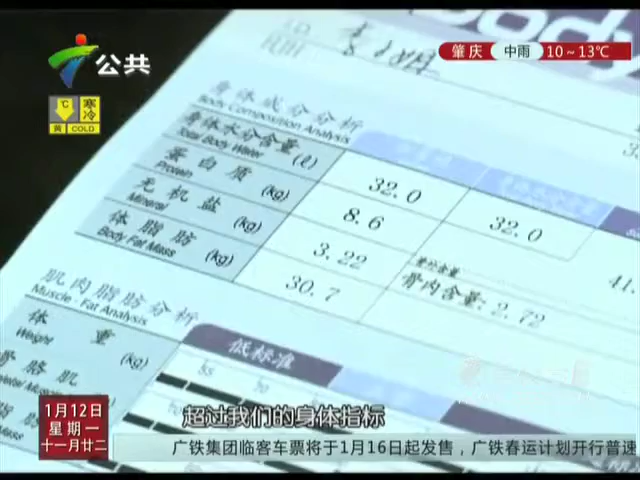 公共
肇庆 中雨 10~13℃
℃ 寒冷
黄 COLD
I.D.
身体成分分析
Body Composition Analysis
身体水分含量 (ℓ) 32.0 32.0
Total Body Water
蛋白质 (kg) 8.6
Protein
无机盐 (kg) 3.22
Mineral
骨内含量: 2.72
体脂肪 (kg) 30.7
Body Fat Mass
41.
肌肉脂肪分析
Muscle-Fat Analysis
低标准
体重 (kg)
Weight
骨骼肌
超过我们的身体指标
1月12日
星期一
十一月廿二
广铁集团临客车票将于1月16日起发售，广铁春运计划开行普速